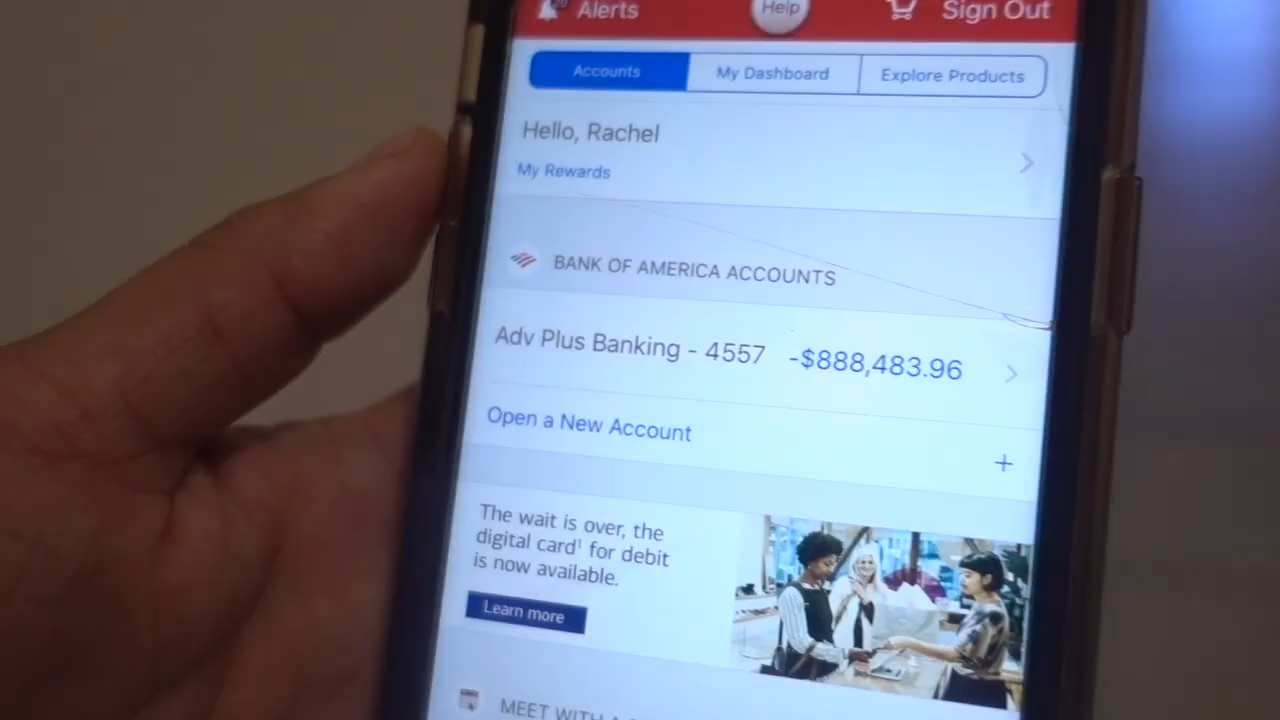 20 Alerts Help Sign Out
Accounts My Dashboard Explore Products
Hello, Rachel
My Rewards
BANK OF AMERICA ACCOUNTS
Adv Plus Banking - 4557 -$888,483.96
Open a New Account +
The wait is over, the
digital card¹ for debit
is now available.
Learn more
MEET WITH A